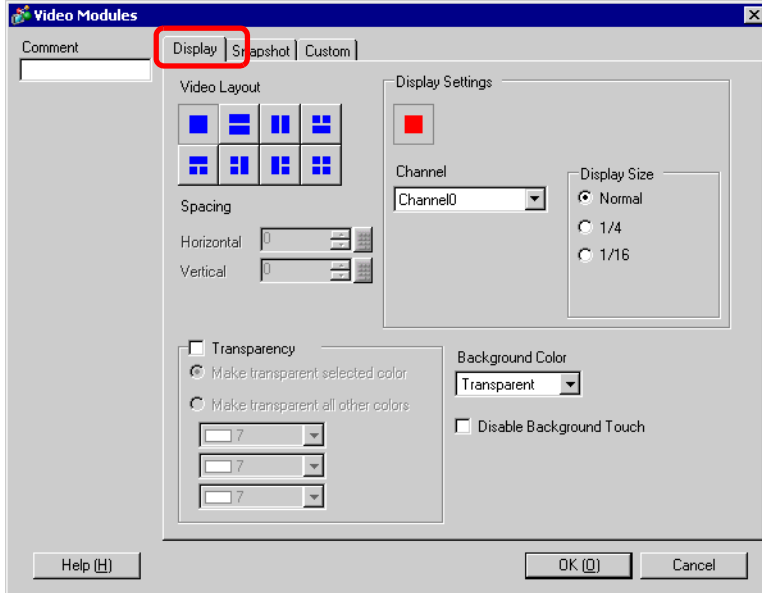 Video Modules
Comment
Display Snapshot Custom
Video Layout
Display Settings
Channel
Channel0
Display Size
Normal
1/4
1/16
Spacing
Horizontal 0
Vertical 0
Transparency
Make transparent selected color
Make transparent all other colors
7
7
7
Background Color
Transparent
Disable Background Touch
Help (H)
OK (O)
Cancel